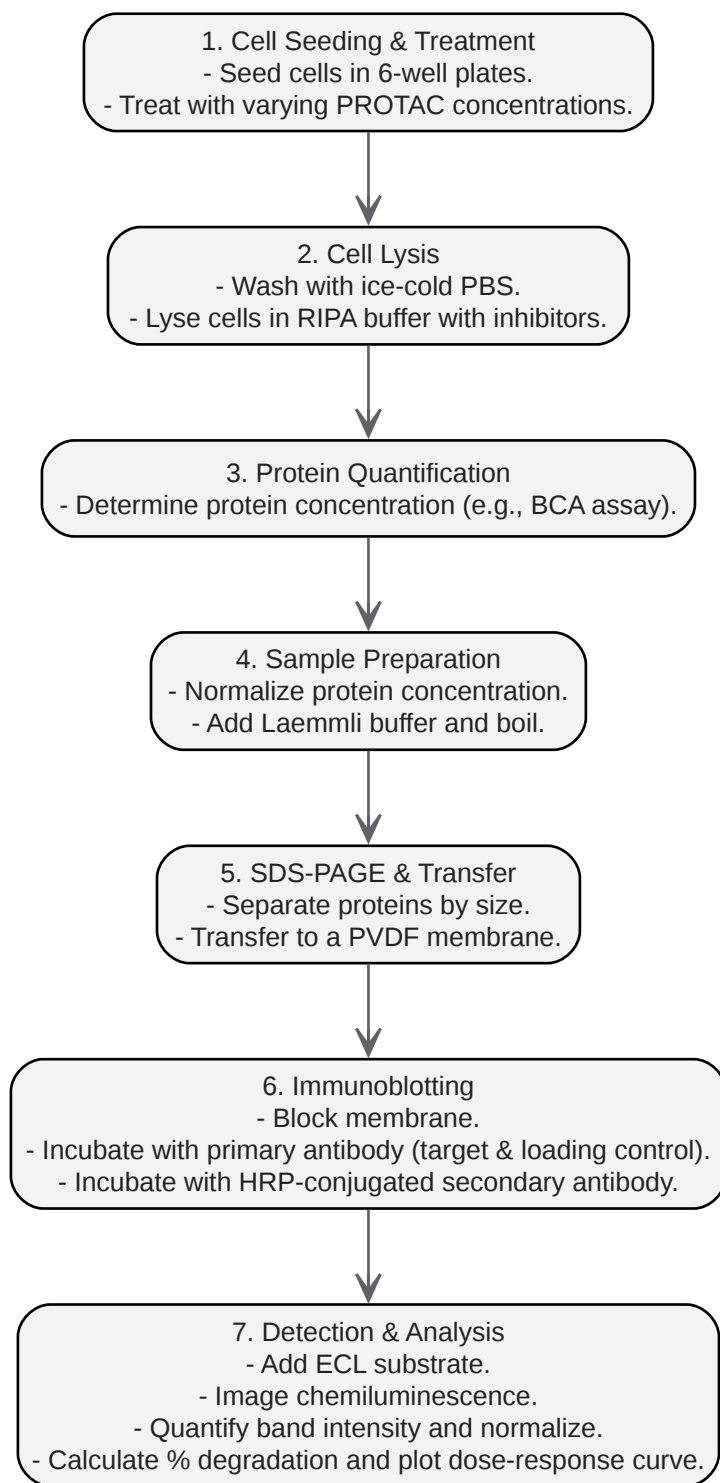 1. Cell Seeding & Treatment
- Seed cells in 6-well plates.
- Treat with varying PROTAC concentrations.
2. Cell Lysis
- Wash with ice-cold PBS.
- Lyse cells in RIPA buffer with inhibitors.
3. Protein Quantification
- Determine protein concentration (e.g., BCA assay).
4. Sample Preparation
- Normalize protein concentration.
- Add Laemmli buffer and boil.
5. SDS-PAGE & Transfer
- Separate proteins by size.
- Transfer to a PVDF membrane.
6. Immunoblotting
- Block membrane.
- Incubate with primary antibody (target & loading control).
- Incubate with HRP-conjugated secondary antibody.
7. Detection & Analysis
- Add ECL substrate.
- Image chemiluminescence.
- Quantify band intensity and normalize.
- Calculate % degradation and plot dose-response curve.